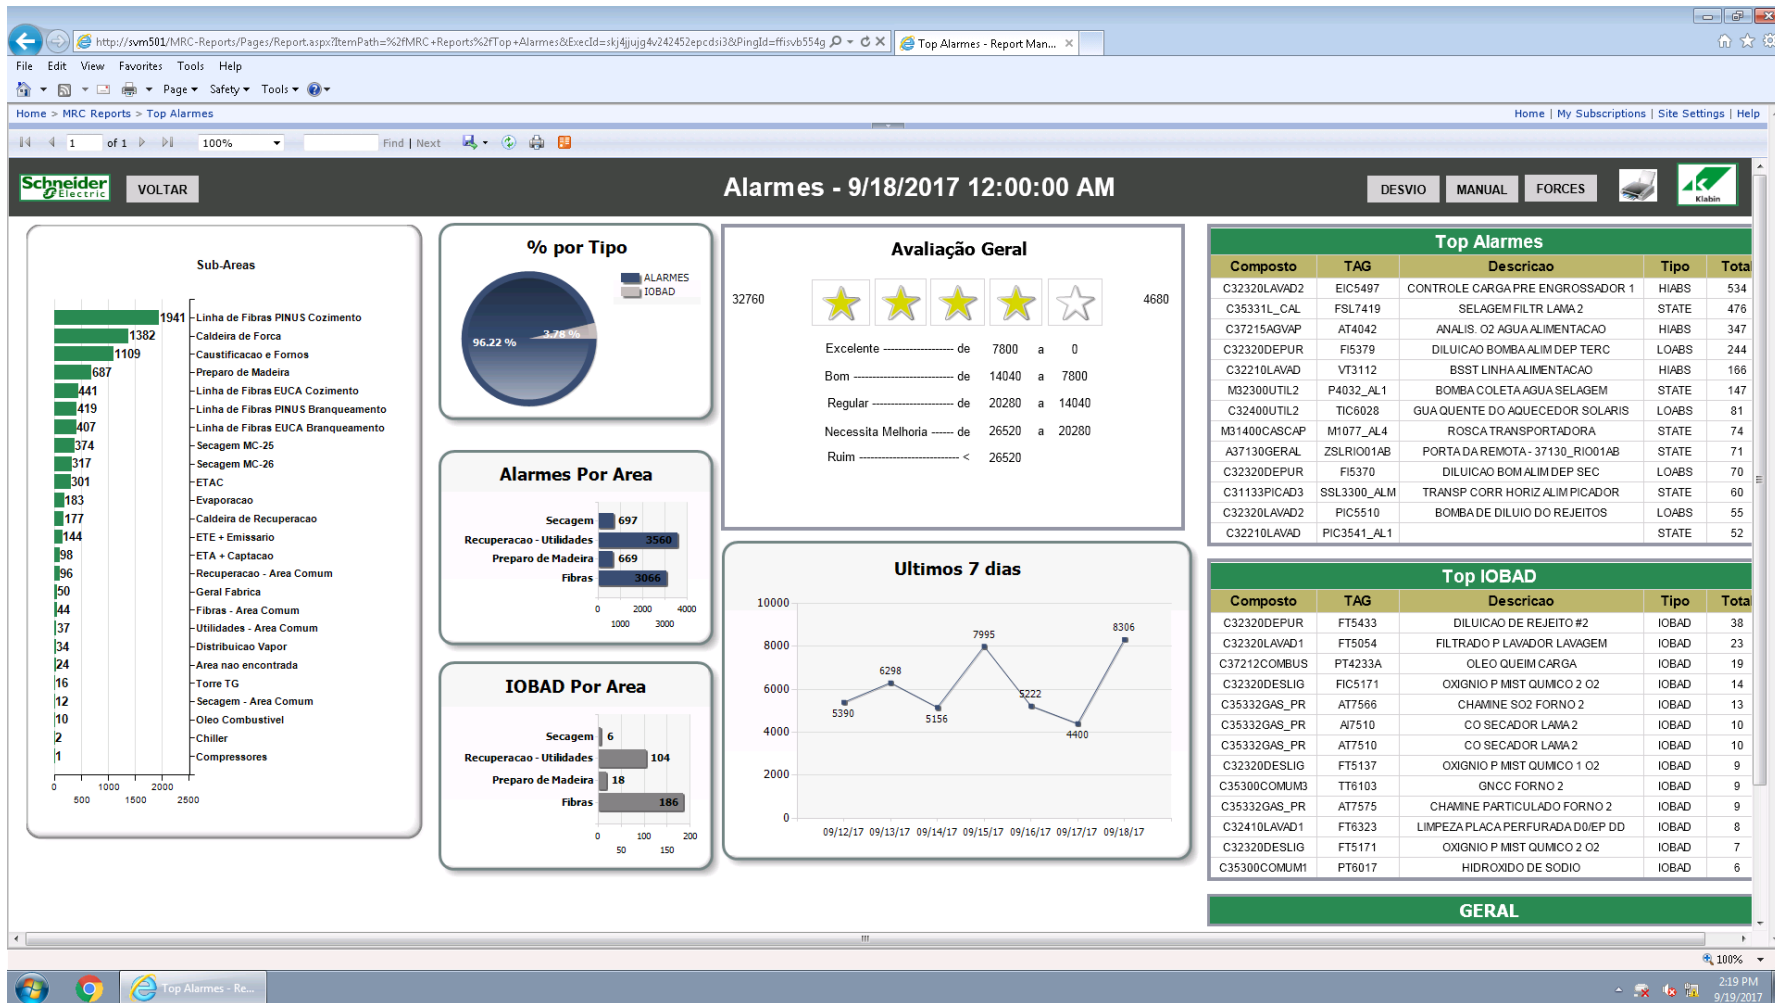 http://svm501/MRC-Reports/Pages/Report.aspx?ItemPath=%2fMRC+Reports%2fTop+Alarmes&ExecId=skj4jjujg4v242452epcdsi3&PingId=ffisvb554g
Top Alarmes - Report Man...
File Edit View Favorites Tools Help
Page Safety Tools
Home > MRC Reports > Top Alarmes
Home | My Subscriptions | Site Settings | Help
1 of 1 100% Find | Next
Schneider Electric
VOLTAR
Alarmes - 9/18/2017 12:00:00 AM
DESVIO MANUAL FORCES
Klabin
Sub-Areas
1941 Linha de Fibras PINUS Cozimento
1382 Caldeira de Forca
1109 Caustificacao e Fornos
687 Preparo de Madeira
441 Linha de Fibras EUCA Cozimento
419 Linha de Fibras PINUS Branqueamento
407 Linha de Fibras EUCA Branqueamento
374 Secagem MC-25
317 Secagem MC-26
301 ETAC
183 Evaporacao
177 Caldeira de Recuperacao
144 ETE + Emissario
98 ETA + Captacao
96 Recuperacao - Area Comum
50 Geral Fabrica
44 Fibras - Area Comum
37 Utilidades - Area Comum
34 Distribuicao Vapor
24 Area nao encontrada
16 Torre TG
12 Secagem - Area Comum
10 Oleo Combustivel
2 Chiller
1 Compressores
0 1000 2000
500 1500 2500
% por Tipo
ALARMES
IOBAD
96.22 % 3.78 %
Alarmes Por Area
Secagem 697
Recuperacao - Utilidades 3560
Preparo de Madeira 669
Fibras 3066
0 2000 4000
1000 3000
IOBAD Por Area
Secagem 6
Recuperacao - Utilidades 104
Preparo de Madeira 18
Fibras 186
0 100 200
50 150
Avaliação Geral
32760 4680
Excelente ------------------- de 7800 a 0
Bom --------------------------- de 14040 a 7800
Regular ---------------------- de 20280 a 14040
Necessita Melhoria ------ de 26520 a 20280
Ruim --------------------------- < 26520
Ultimos 7 dias
10000
8000
6000
4000
2000
0
5390
6298
5156
7995
5222
4400
8306
09/12/17 09/13/17 09/14/17 09/15/17 09/16/17 09/17/17 09/18/17
Top Alarmes
Composto TAG Descricao Tipo Total
C32320LAVAD2 EIC5497 CONTROLE CARGA PRE ENGROSSADOR 1 HIABS 534
C35331L_CAL FSL7419 SELAGEM FILTR LAMA 2 STATE 476
C37215AGVAP AT4042 ANALIS. O2 AGUA ALIMENTACAO HIABS 347
C32320DEPUR FI5379 DILUICAO BOMBA ALIM DEP TERC LOABS 244
C32210LAVAD VT3112 BSST LINHA ALIMENTACAO HIABS 166
M32300UTIL2 P4032_AL1 BOMBA COLETA AGUA SELAGEM STATE 147
C32400UTIL2 TIC6028 GUA QUENTE DO AQUECEDOR SOLARIS LOABS 81
M31400CASCAP M1077_AL4 ROSCA TRANSPORTADORA STATE 74
A37130GERAL ZSLRIO01AB PORTA DA REMOTA - 37130_RIO01AB STATE 71
C32320DEPUR FI5370 DILUICAO BOM ALIM DEP SEC LOABS 70
C31133PICAD3 SSL3300_ALM TRANSP CORR HORIZ ALIM PICADOR STATE 60
C32320LAVAD2 PIC5510 BOMBA DE DILUIO DO REJEITOS LOABS 55
C32210LAVAD PIC3541_AL1 STATE 52
Top IOBAD
Composto TAG Descricao Tipo Total
C32320DEPUR FT5433 DILUICAO DE REJEITO #2 IOBAD 38
C32320LAVAD1 FT5054 FILTRADO P LAVADOR LAVAGEM IOBAD 23
C37212COMBUS PT4233A OLEO QUEIM CARGA IOBAD 19
C32320DESLIG FIC5171 OXIGNIO P MIST QUMICO 2 O2 IOBAD 14
C35332GAS_PR AT7566 CHAMINE SO2 FORNO 2 IOBAD 13
C35332GAS_PR AI7510 CO SECADOR LAMA 2 IOBAD 10
C35332GAS_PR AT7510 CO SECADOR LAMA 2 IOBAD 10
C32320DESLIG FT5137 OXIGNIO P MIST QUMICO 1 O2 IOBAD 9
C35300COMUM3 TT6103 GNCC FORNO 2 IOBAD 9
C35332GAS_PR AT7575 CHAMINE PARTICULADO FORNO 2 IOBAD 9
C32410LAVAD1 FT6323 LIMPEZA PLACA PERFURADA D0/EP DD IOBAD 8
C32320DESLIG FT5171 OXIGNIO P MIST QUMICO 2 O2 IOBAD 7
C35300COMUM1 PT6017 HIDROXIDO DE SODIO IOBAD 6
GERAL
100%
Top Alarmes - Re...
2:19 PM
9/19/2017